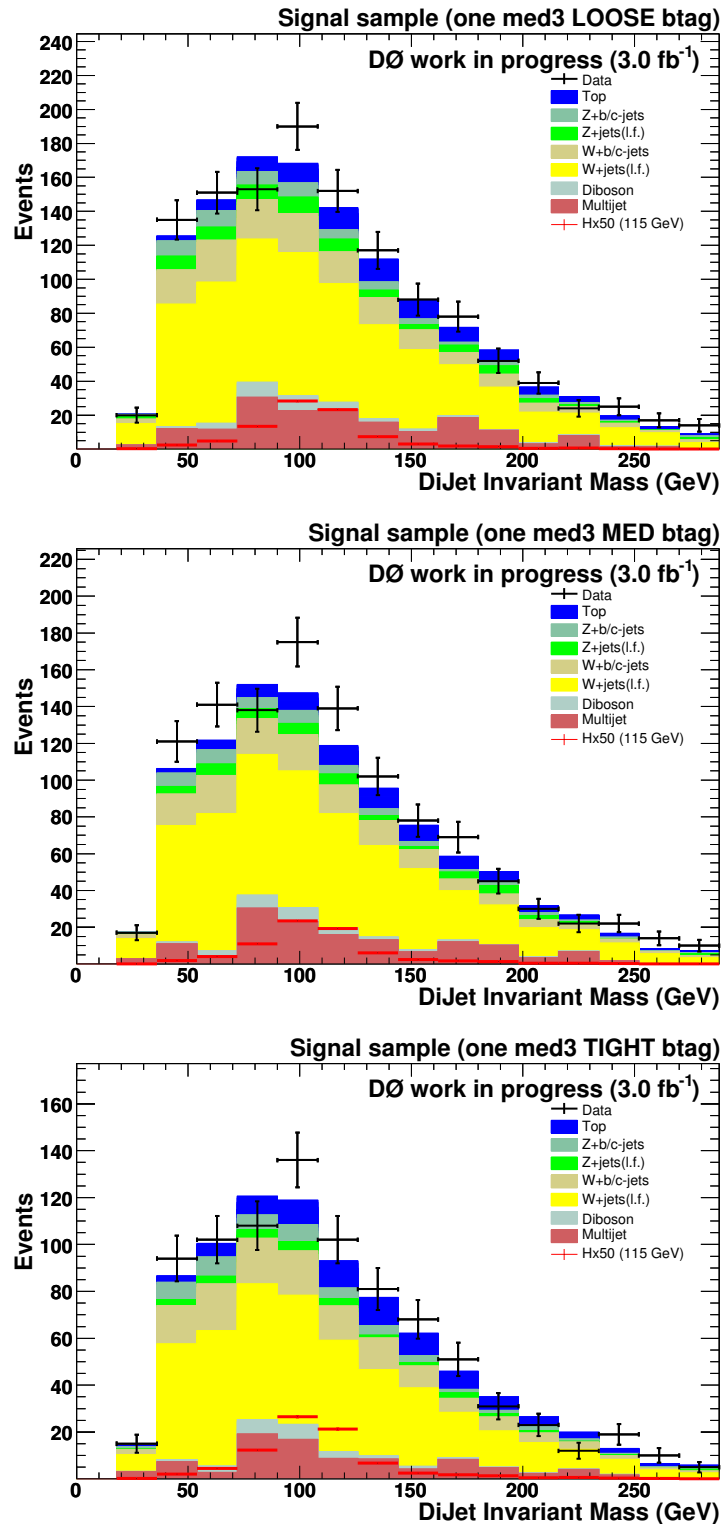 Signal sample (one med3 LOOSE btag)
DØ work in progress (3.0 fb-1)
Data
Top
Z+b/c-jets
Z+jets(l.f.)
W+b/c-jets
W+jets(l.f.)
Diboson
Multijet
Hx50 (115 GeV)
Events
240
220
200
180
160
140
120
100
80
60
40
20
0 50 100 150 200 250
DiJet Invariant Mass (GeV)
Signal sample (one med3 MED btag)
DØ work in progress (3.0 fb-1)
Data
Top
Z+b/c-jets
Z+jets(l.f.)
W+b/c-jets
W+jets(l.f.)
Diboson
Multijet
Hx50 (115 GeV)
Events
220
200
180
160
140
120
100
80
60
40
20
0 50 100 150 200 250
DiJet Invariant Mass (GeV)
Signal sample (one med3 TIGHT btag)
DØ work in progress (3.0 fb-1)
Data
Top
Z+b/c-jets
Z+jets(l.f.)
W+b/c-jets
W+jets(l.f.)
Diboson
Multijet
Hx50 (115 GeV)
Events
160
140
120
100
80
60
40
20
0 50 100 150 200 250
DiJet Invariant Mass (GeV)